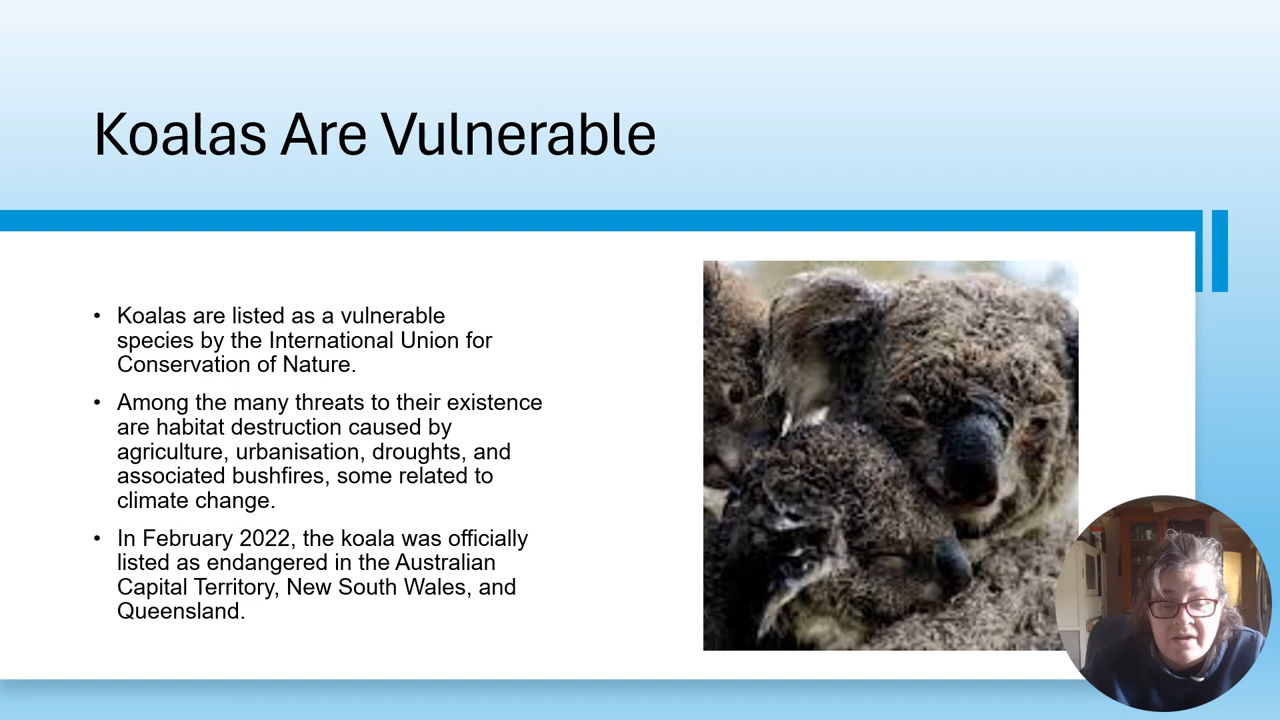 Koalas Are Vulnerable
• Koalas are listed as a vulnerable
species by the International Union for
Conservation of Nature.
• Among the many threats to their existence
are habitat destruction caused by
agriculture, urbanisation, droughts, and
associated bushfires, some related to
climate change.
• In February 2022, the koala was officially
listed as endangered in the Australian
Capital Territory, New South Wales, and
Queensland.